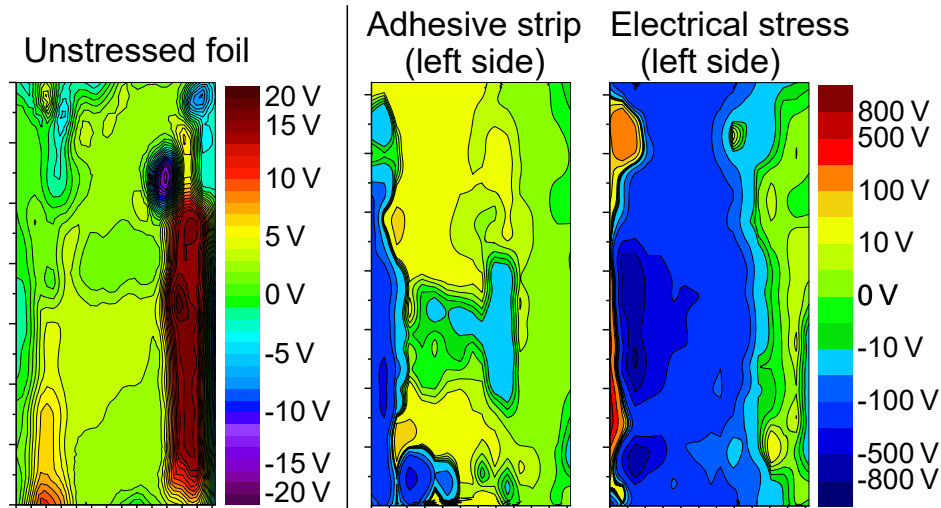 Unstressed foil
Adhesive strip
(left side)
Electrical stress
(left side)
20 V
15 V
10 V
5 V
0 V
-5 V
-10 V
-15 V
-20 V
800 V
500 V
100 V
10 V
0 V
-10 V
-100 V
-500 V
-800 V